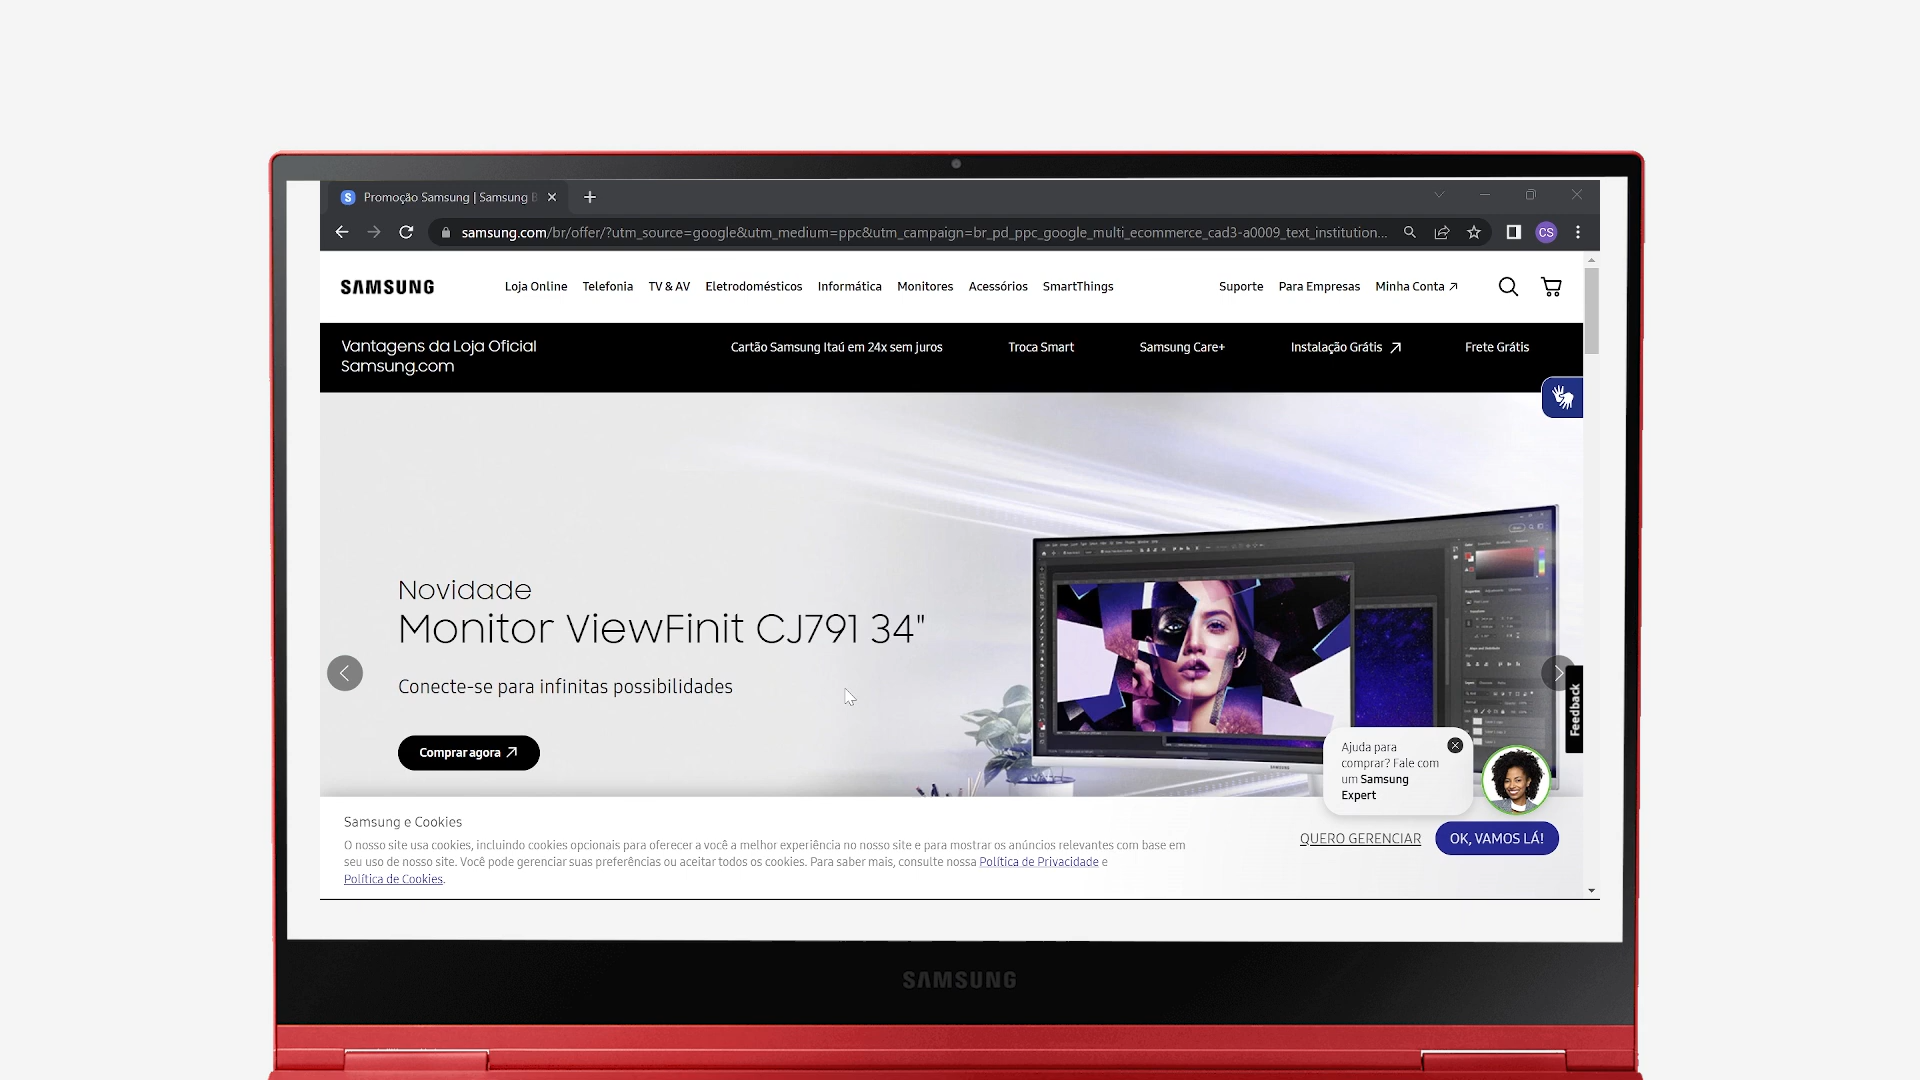 Promoção Samsung | Samsung B
samsung.com/br/offer/?utm_source=google&utm_medium=ppc&utm_campaign=br_pd_ppc_google_multi_ecommerce_cad3-a0009_text_institution...
CS
SAMSUNG
Loja Online Telefonia TV & AV Eletrodomésticos Informática Monitores Acessórios SmartThings Suporte Para Empresas Minha Conta
Vantagens da Loja Oficial
Samsung.com
Cartão Samsung Itaú em 24x sem juros Troca Smart Samsung Care+ Instalação Grátis Frete Grátis
Novidade
Monitor ViewFinit CJ791 34"
Conecte-se para infinitas possibilidades
Comprar agora
Feedback
Ajuda para
comprar? Fale com
um Samsung
Expert
Samsung e Cookies
O nosso site usa cookies, incluindo cookies opcionais para oferecer a você a melhor experiência no nosso site e para mostrar os anúncios relevantes com base em
seu uso de nosso site. Você pode gerenciar suas preferências ou aceitar todos os cookies. Para saber mais, consulte nossa Política de Privacidade e
Política de Cookies.
QUERO GERENCIAR
OK, VAMOS LÁ!
SAMSUNG